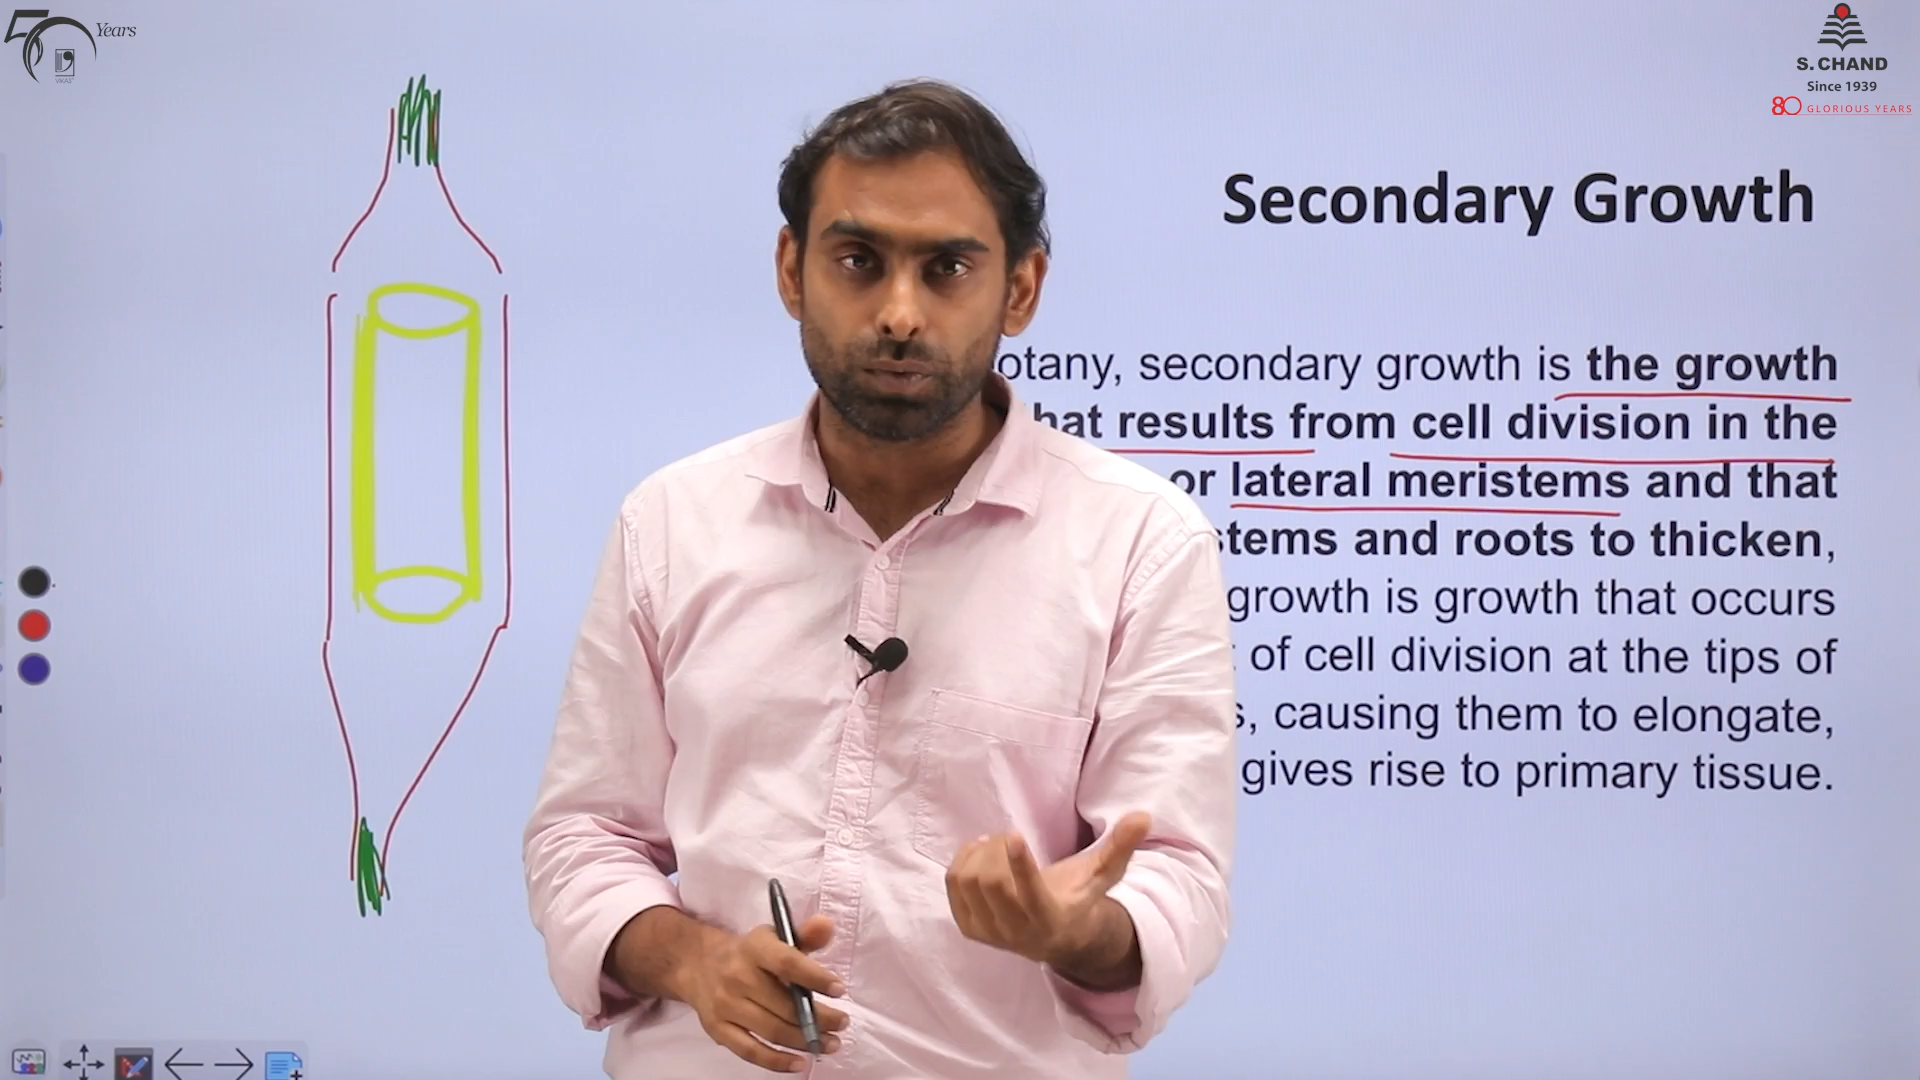 50 Years
VIKAS
S. CHAND
Since 1939
80 GLORIOUS YEARS
Secondary Growth
otany, secondary growth is the growth
hat results from cell division in the
or lateral meristems and that
stems and roots to thicken,
growth is growth that occurs
of cell division at the tips of
s, causing them to elongate,
gives rise to primary tissue.